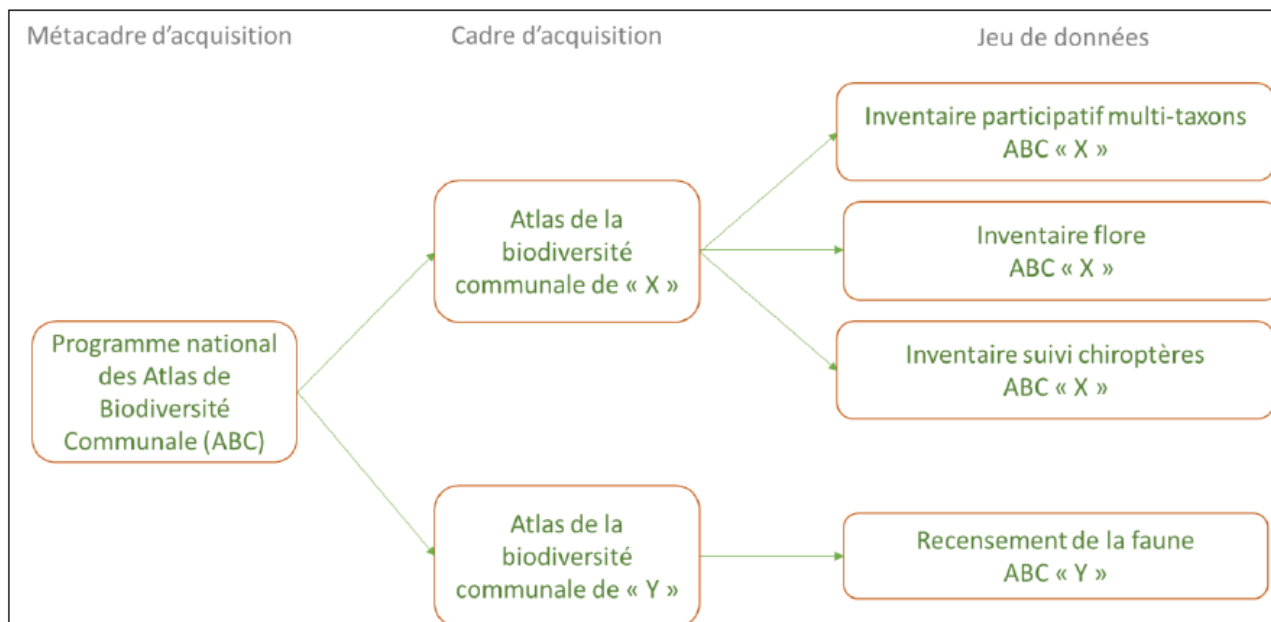 Métacadre d'acquisition
Cadre d'acquisition
Jeu de données
Programme national
des Atlas de
Biodiversité
Communale (ABC)
Atlas de la
biodiversité
communale de « X »
Atlas de la
biodiversité
communale de « Y »
Inventaire participatif multi-taxons
ABC « X »
Inventaire flore
ABC « X »
Inventaire suivi chiroptères
ABC « X »
Recensement de la faune
ABC « Y »